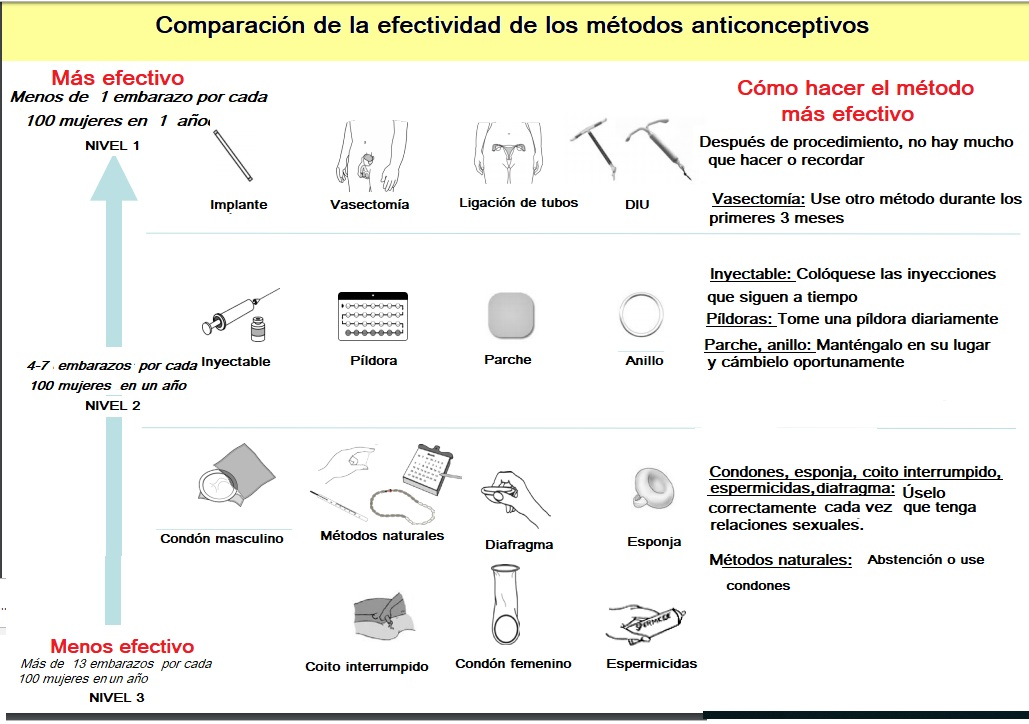 Comparación de la efectividad de los métodos anticonceptivos
Más efectivo
Menos de 1 embarazo por cada
100 mujeres en 1 año
NIVEL 1
Implante
Vasectomía
Ligación de tubos
DIU
Cómo hacer el método
más efectivo
Después de procedimiento, no hay mucho
que hacer o recordar
Vasectomía: Use otro método durante los
primeres 3 meses
4-7 embarazos por cada
100 mujeres en un año
NIVEL 2
Inyectable
Píldora
Parche
Anillo
Inyectable: Colóquese las inyecciones
que siguen a tiempo
Píldoras: Tome una píldora diariamente
Parche, anillo: Manténgalo en su lugar
y cámbielo oportunamente
Condón masculino
Métodos naturales
Diafragma
Esponja
Condones, esponja, coito interrumpido,
espermicidas,diafragma: Úselo
correctamente cada vez que tenga
relaciones sexuales.
Métodos naturales: Abstención o use
condones
SPERMICIDE
Coito interrumpido
Condón femenino
Espermicidas
Menos efectivo
Más de 13 embarazos por cada
100 mujeres en un año
NIVEL 3